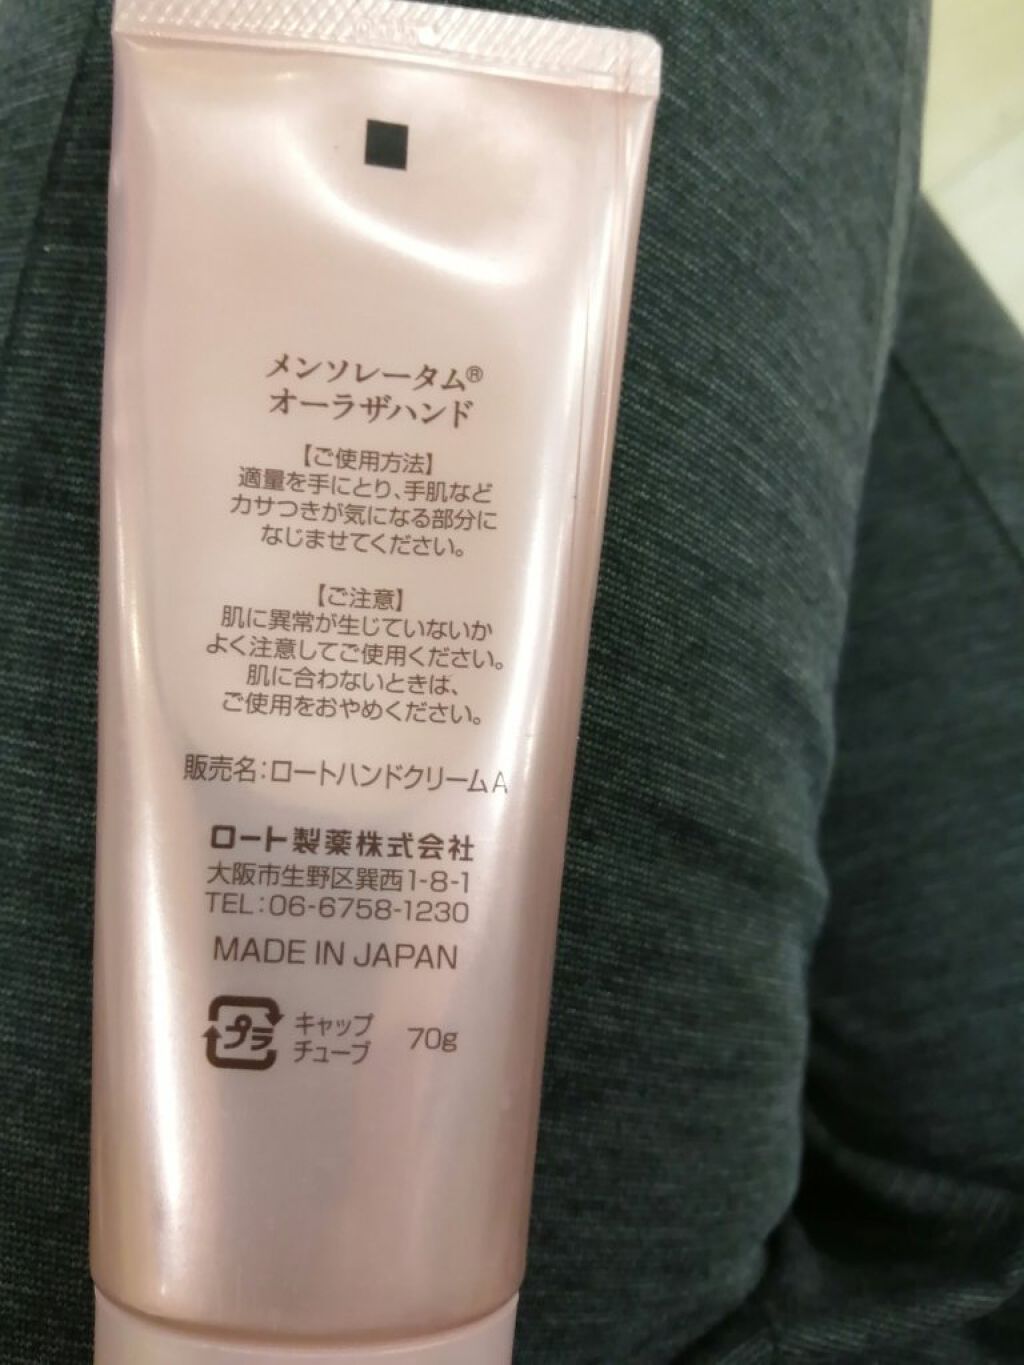 メンソレータム®
オーラザハンド
【ご使用方法】
適量を手にとり、手肌など
カサつきが気になる部分に
なじませてください。
【ご注意】
肌に異常が生じていないか
よく注意してご使用ください。
肌に合わないときは、
ご使用をおやめください。
販売名：ロートハンドクリームA
ロート製薬株式会社
大阪市生野区巽西1-8-1
TEL：06-6758-1230
MADE IN JAPAN
プラ キャップ 70g
チューブ